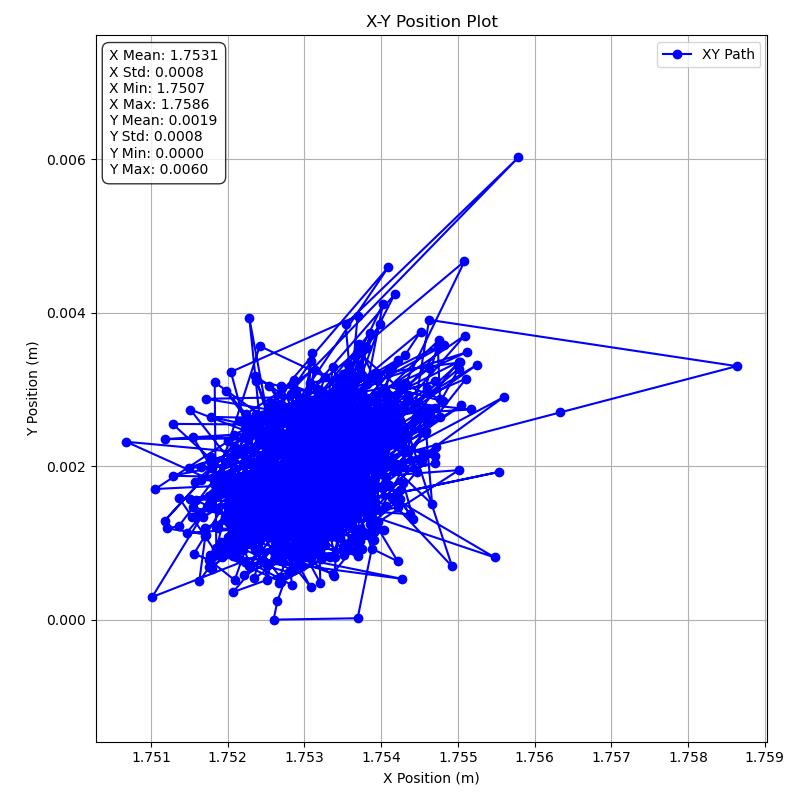 X-Y Position Plot
X Mean: 1.7531
X Std: 0.0008
X Min: 1.7507
X Max: 1.7586
Y Mean: 0.0019
Y Std: 0.0008
Y Min: 0.0000
Y Max: 0.0060
XY Path
0.006
0.004
0.002
0.000
Y Position (m)
1.751 1.752 1.753 1.754 1.755 1.756 1.757 1.758 1.759
X Position (m)